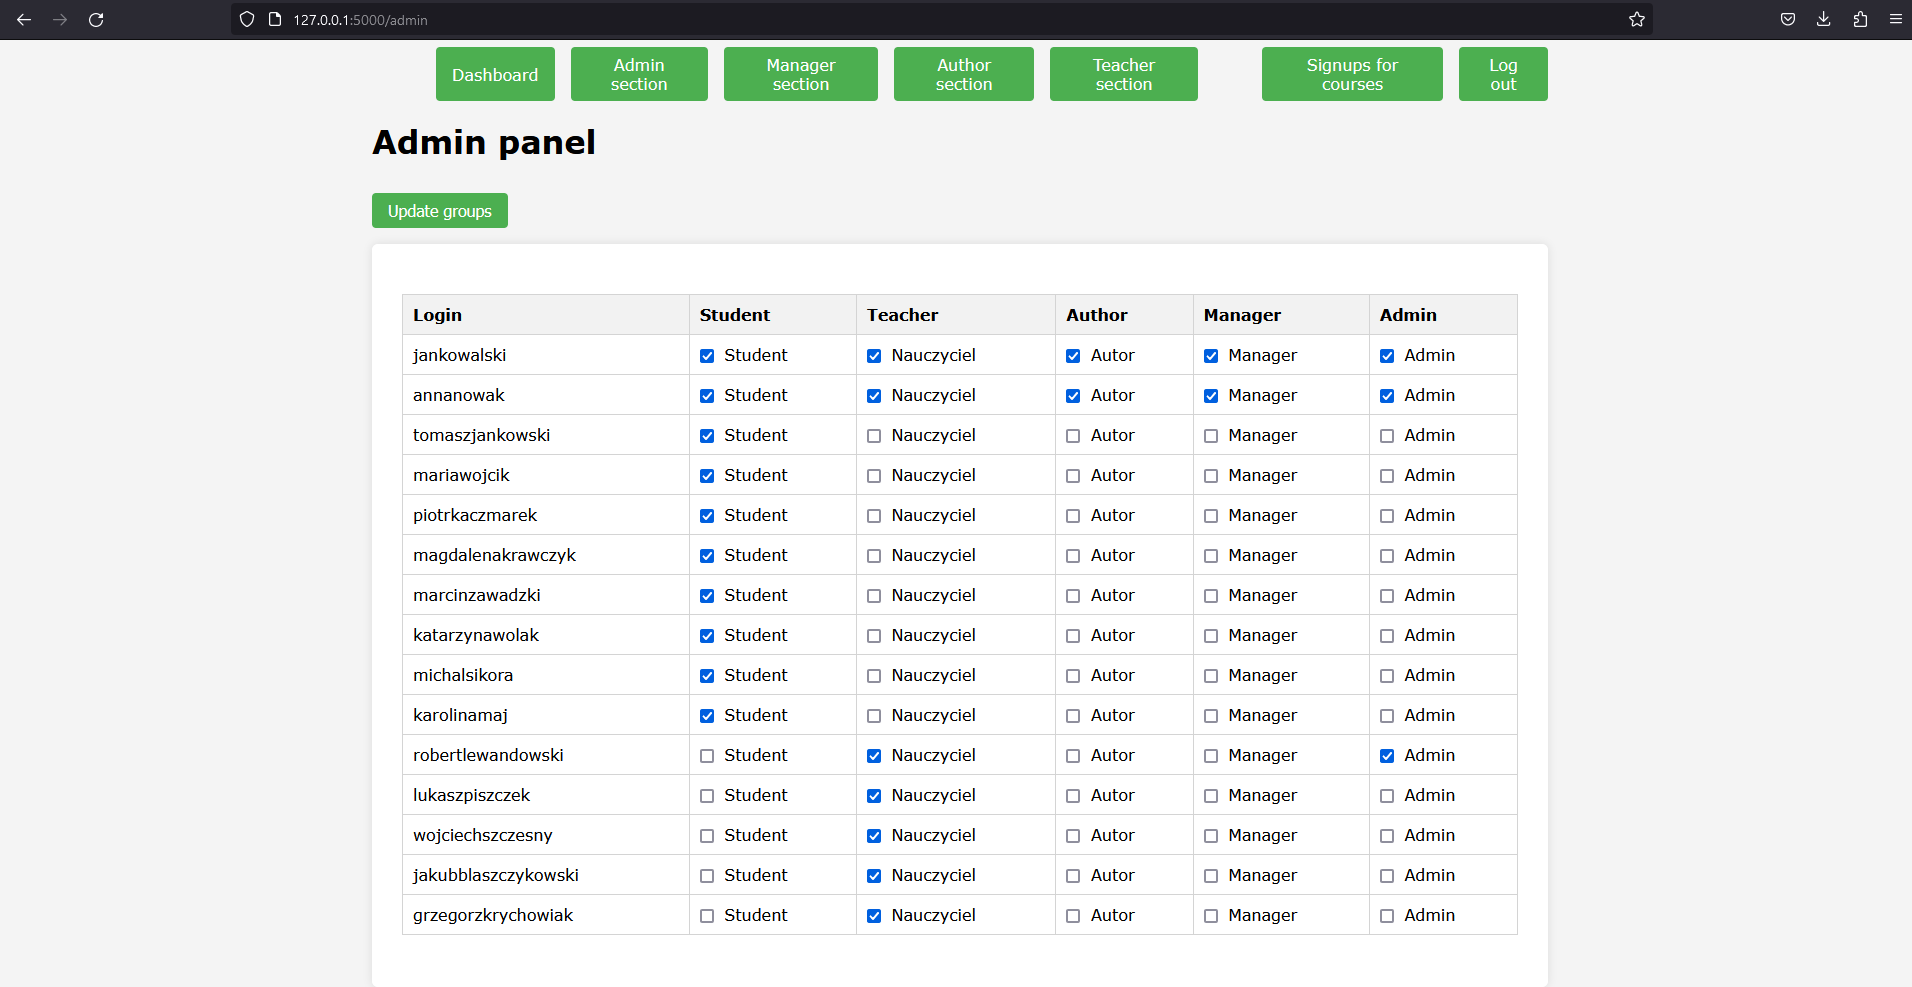 127.0.0.1:5000/admin
Dashboard
Admin section
Manager section
Author section
Teacher section
Signups for courses
Log out
Admin panel
Update groups
Login Student Teacher Author Manager Admin
jankowalski Student Nauczyciel Autor Manager Admin
annanowak Student Nauczyciel Autor Manager Admin
tomaszjankowski Student Nauczyciel Autor Manager Admin
mariawojcik Student Nauczyciel Autor Manager Admin
piotrkaczmarek Student Nauczyciel Autor Manager Admin
magdalenakrawczyk Student Nauczyciel Autor Manager Admin
marcinzawadzki Student Nauczyciel Autor Manager Admin
katarzynawolak Student Nauczyciel Autor Manager Admin
michalsikora Student Nauczyciel Autor Manager Admin
karolinamaj Student Nauczyciel Autor Manager Admin
robertlewandowski Student Nauczyciel Autor Manager Admin
lukaszpiszczek Student Nauczyciel Autor Manager Admin
wojciechszczesny Student Nauczyciel Autor Manager Admin
jakubblaszczykowski Student Nauczyciel Autor Manager Admin
grzegorzkrychowiak Student Nauczyciel Autor Manager Admin